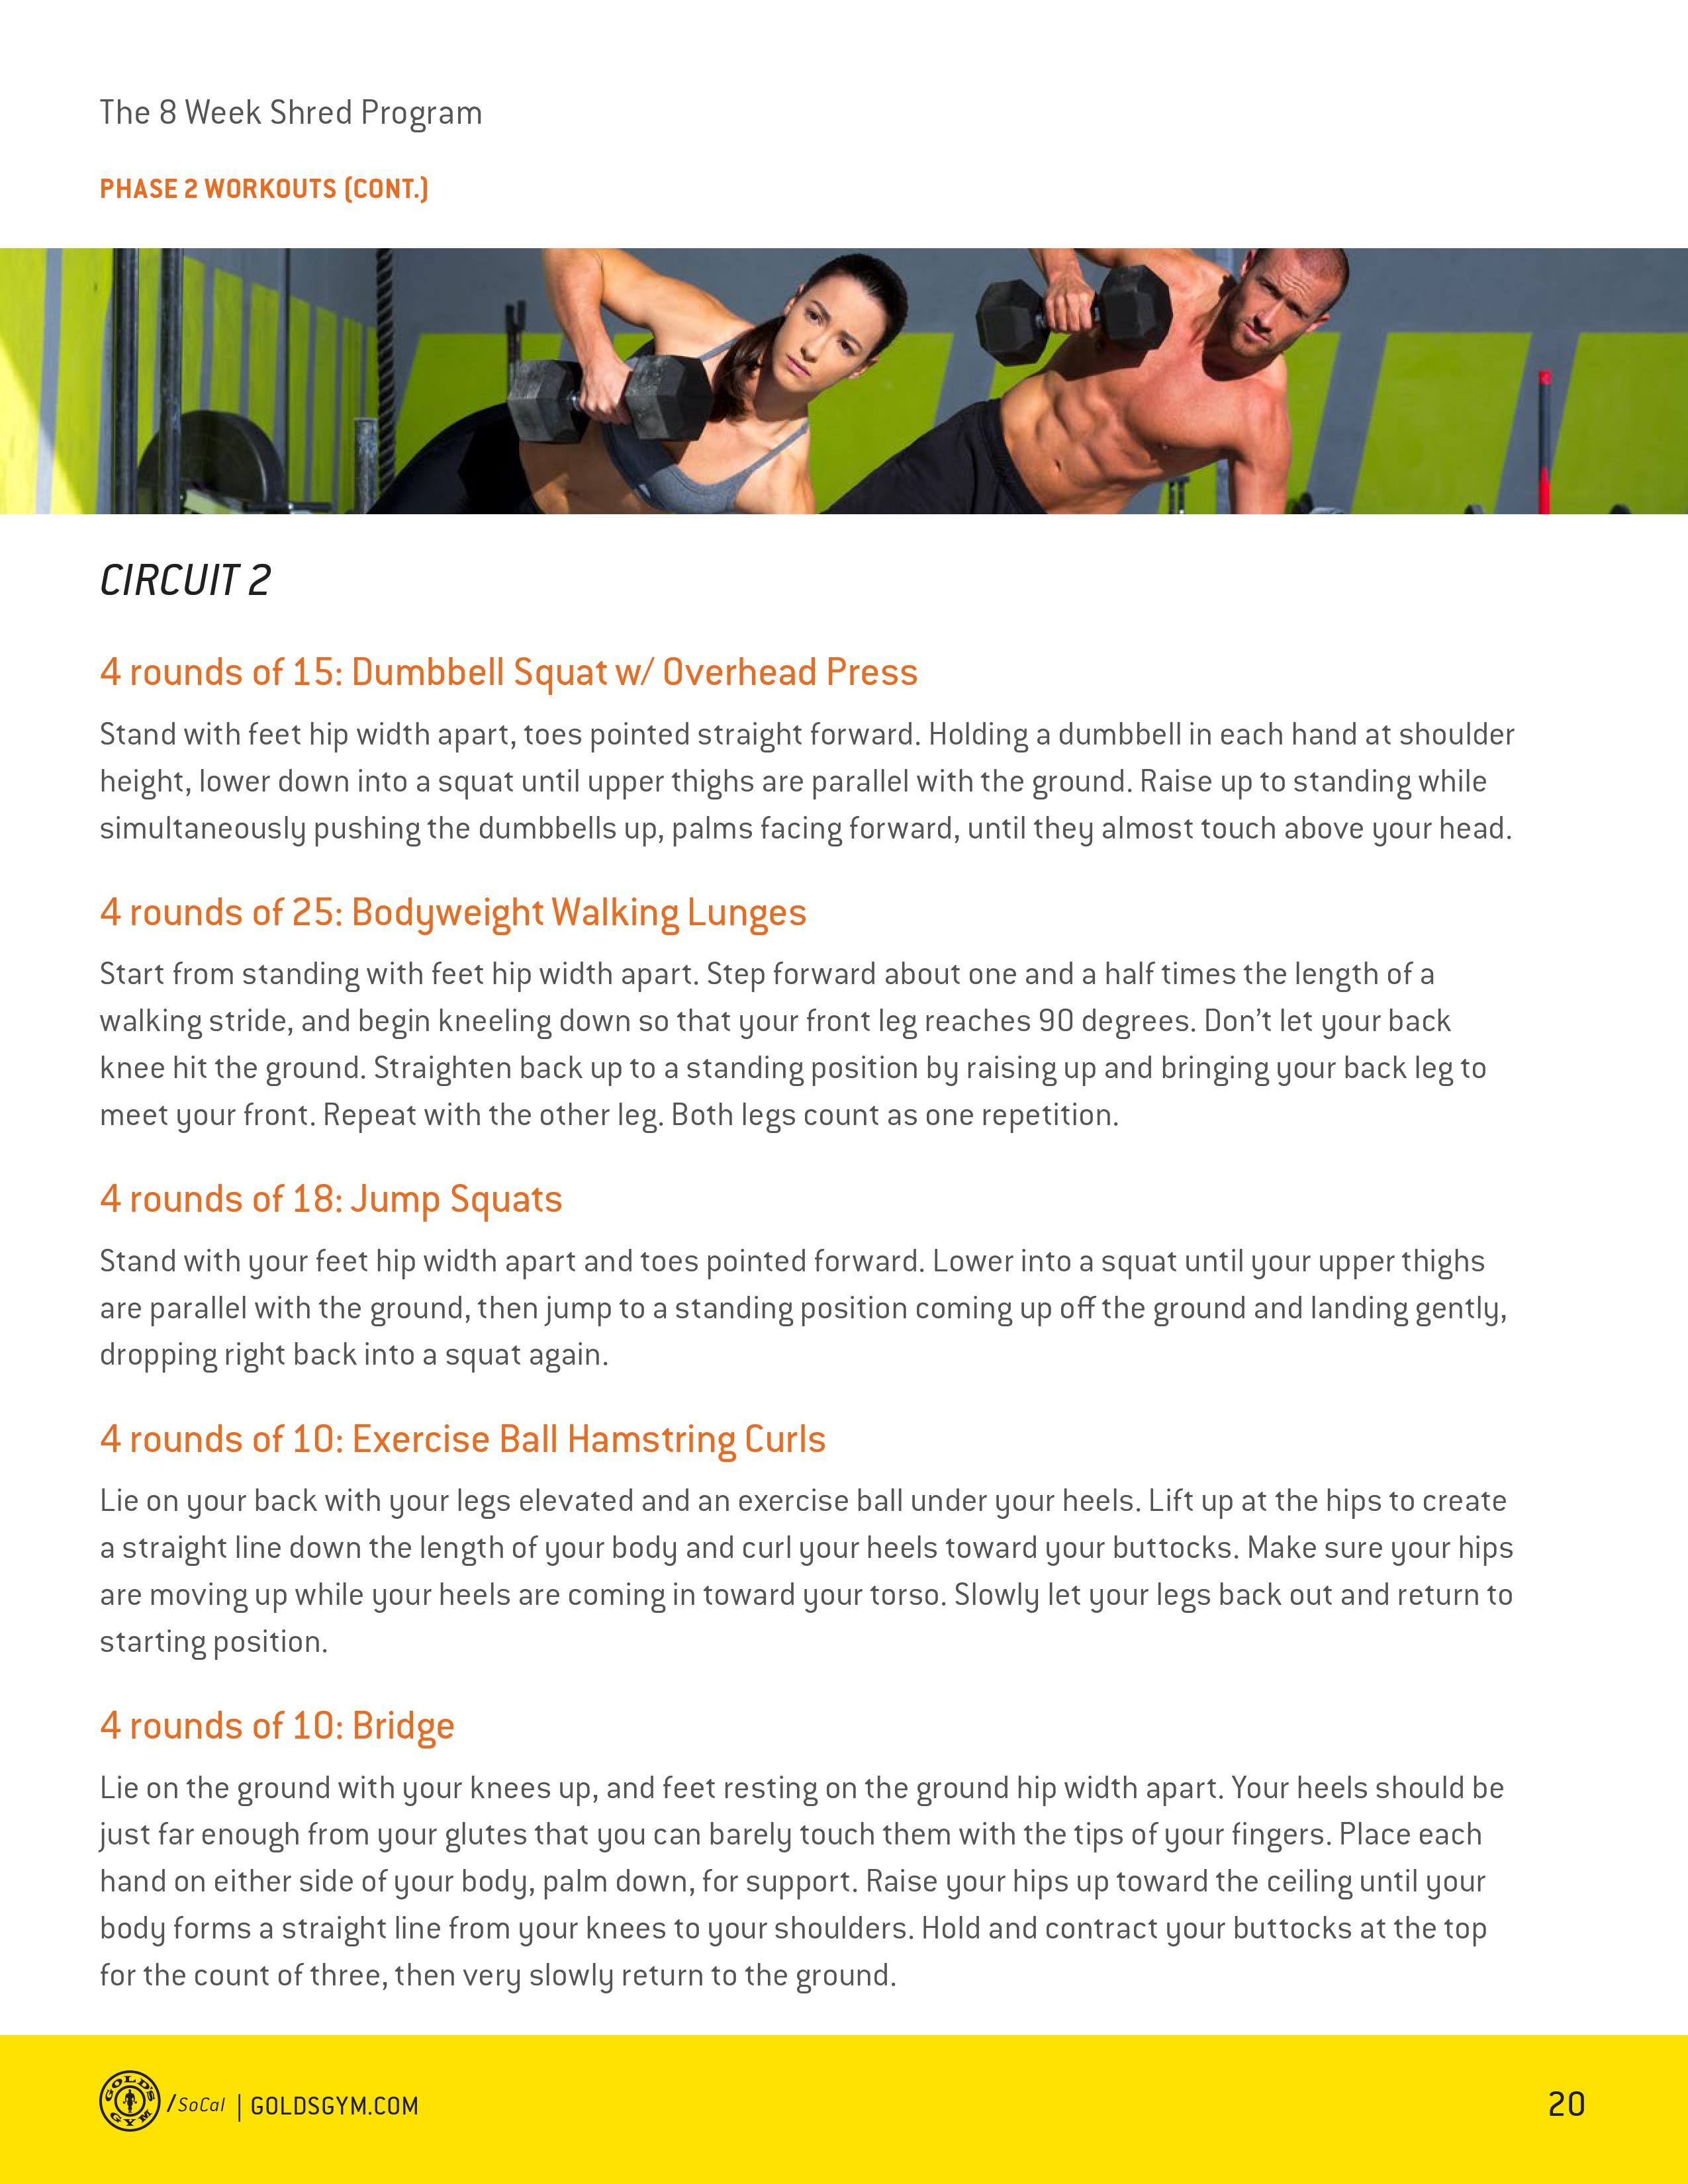 The 8 Week Shred Program
PHASE 2 WORKOUTS (CONT.)
CIRCUIT 2
4 rounds of 15: Dumbbell Squat w/ Overhead Press
Stand with feet hip width apart, toes pointed straight forward. Holding a dumbbell in each hand at shoulder
height, lower down into a squat until upper thighs are parallel with the ground. Raise up to standing while
simultaneously pushing the dumbbells up, palms facing forward, until they almost touch above your head.
4 rounds of 25: Bodyweight Walking Lunges
Start from standing with feet hip width apart. Step forward about one and a half times the length of a
walking stride, and begin kneeling down so that your front leg reaches 90 degrees. Don’t let your back
knee hit the ground. Straighten back up to a standing position by raising up and bringing your back leg to
meet your front. Repeat with the other leg. Both legs count as one repetition.
4 rounds of 18: Jump Squats
Stand with your feet hip width apart and toes pointed forward. Lower into a squat until your upper thighs
are parallel with the ground, then jump to a standing position coming up off the ground and landing gently,
dropping right back into a squat again.
4 rounds of 10: Exercise Ball Hamstring Curls
Lie on your back with your legs elevated and an exercise ball under your heels. Lift up at the hips to create
a straight line down the length of your body and curl your heels toward your buttocks. Make sure your hips
are moving up while your heels are coming in toward your torso. Slowly let your legs back out and return to
starting position.
4 rounds of 10: Bridge
Lie on the ground with your knees up, and feet resting on the ground hip width apart. Your heels should be
just far enough from your glutes that you can barely touch them with the tips of your fingers. Place each
hand on either side of your body, palm down, for support. Raise your hips up toward the ceiling until your
body forms a straight line from your knees to your shoulders. Hold and contract your buttocks at the top
for the count of three, then very slowly return to the ground.
GOLD'S GYM /SoCal | GOLDSGYM.COM
20